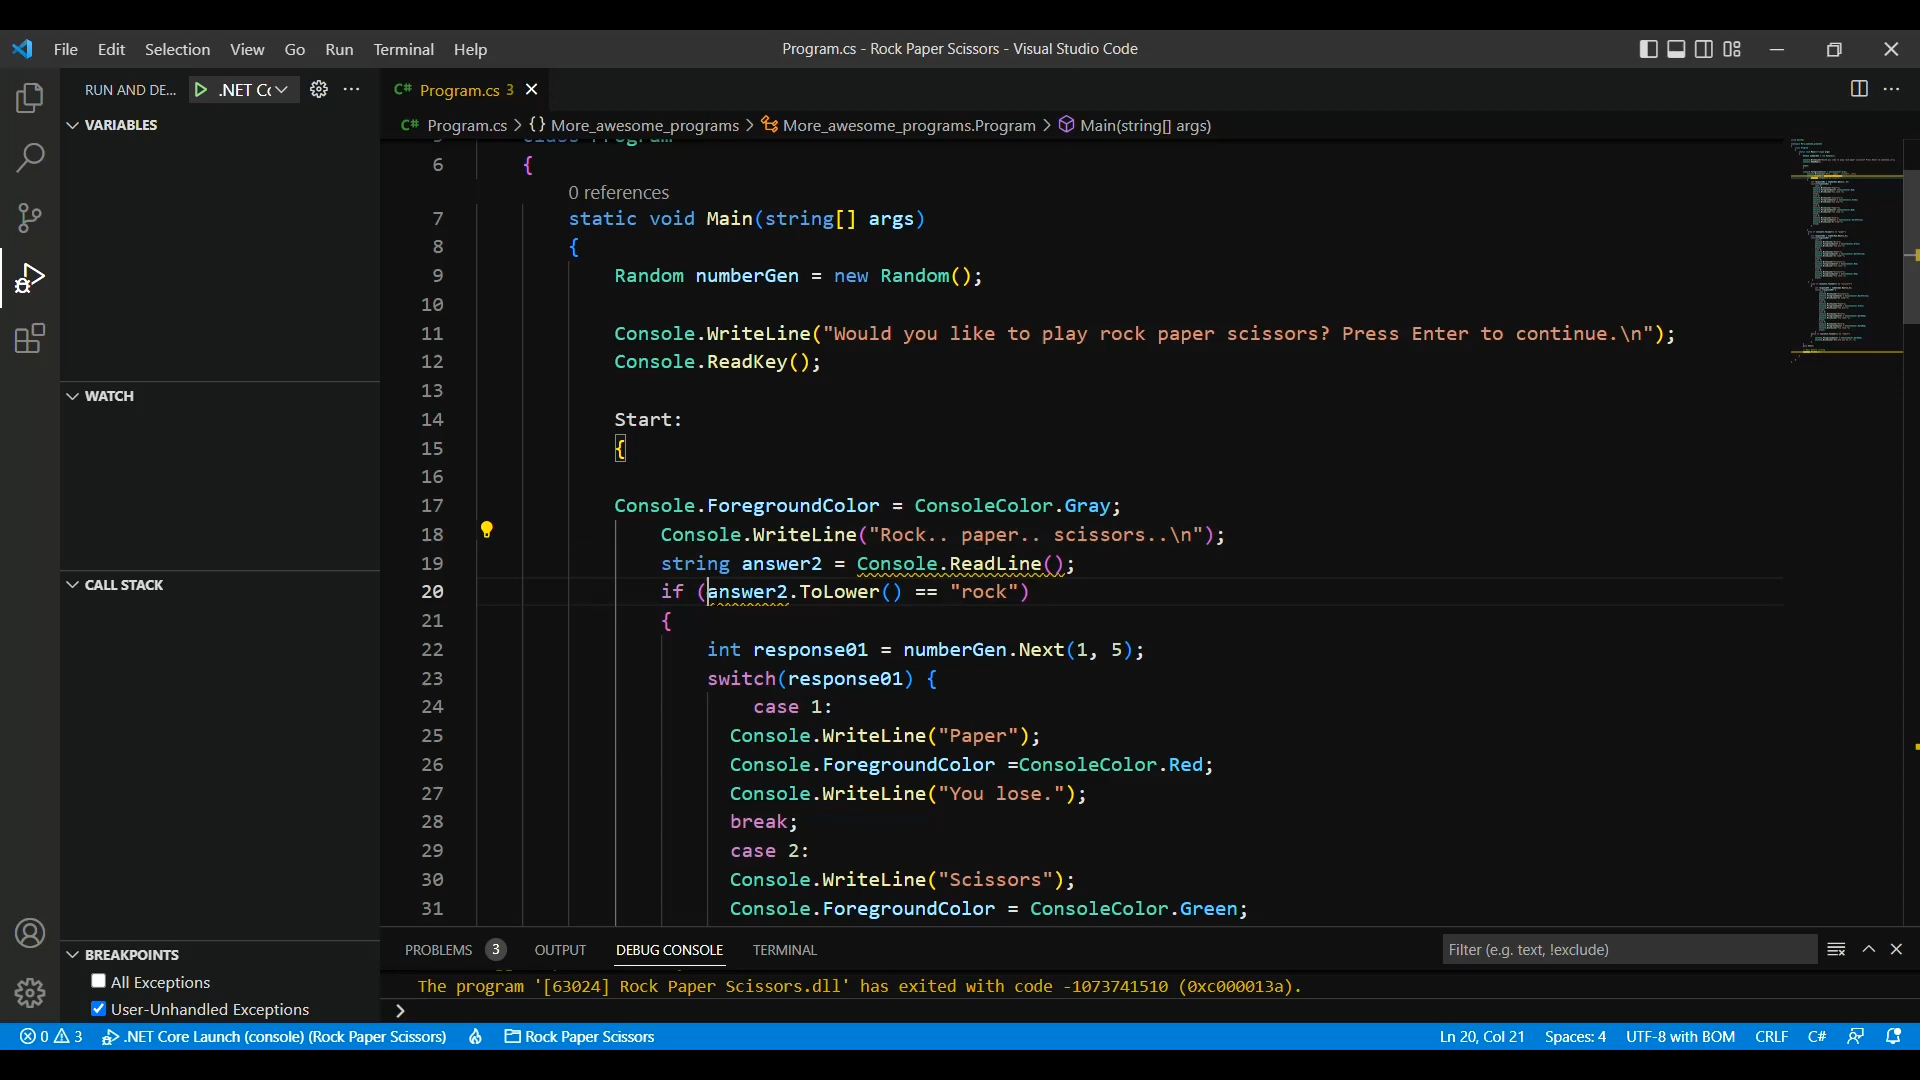 File Edit Selection View Go Run Terminal Help
Program.cs - Rock Paper Scissors - Visual Studio Code
RUN AND DE... .NET Co
C# Program.cs 3
C# Program.cs > {} More_awesome_programs > More_awesome_programs.Program > Main(string[] args)
VARIABLES
WATCH
CALL STACK
BREAKPOINTS
All Exceptions
User-Unhandled Exceptions
5 class Program
6 {
0 references
7 static void Main(string[] args)
8 {
9 Random numberGen = new Random();
10
11 Console.WriteLine("Would you like to play rock paper scissors? Press Enter to continue.\n");
12 Console.ReadKey();
13
14 Start:
15 {
16
17 Console.ForegroundColor = ConsoleColor.Gray;
18 Console.WriteLine("Rock.. paper.. scissors..\n");
19 string answer2 = Console.ReadLine();
20 if (answer2.ToLower() == "rock")
21 {
22 int response01 = numberGen.Next(1, 5);
23 switch(response01) {
24 case 1:
25 Console.WriteLine("Paper");
26 Console.ForegroundColor =ConsoleColor.Red;
27 Console.WriteLine("You lose.");
28 break;
29 case 2:
30 Console.WriteLine("Scissors");
31 Console.ForegroundColor = ConsoleColor.Green;
PROBLEMS 3 OUTPUT DEBUG CONSOLE TERMINAL
Filter (e.g. text, !exclude)
The program '[63024] Rock Paper Scissors.dll' has exited with code -1073741510 (0xc000013a).
>
0 3 .NET Core Launch (console) (Rock Paper Scissors) Rock Paper Scissors
Ln 20, Col 21 Spaces: 4 UTF-8 with BOM CRLF C#